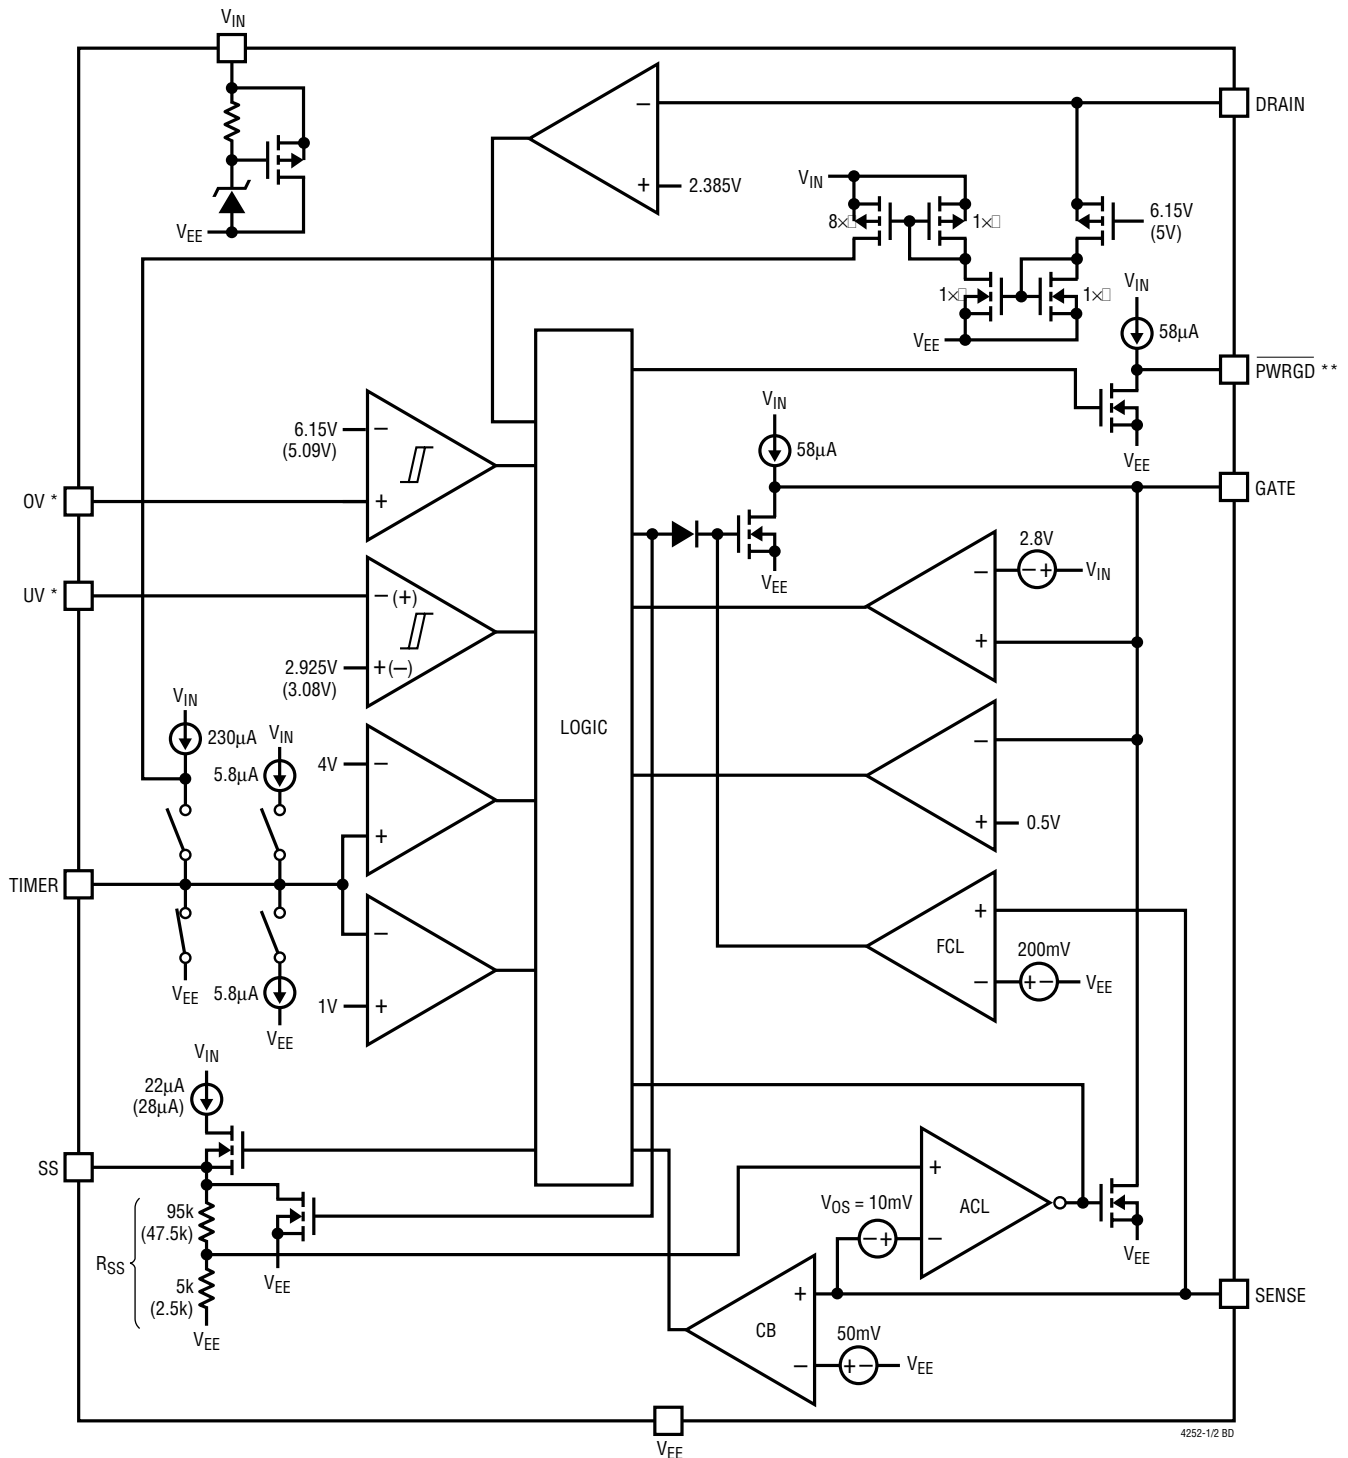 VIN
DRAIN
−
+
2.385V
VIN
8×□
1×□
6.15V
(5V)
VEE
1×□
1×□
VEE
VIN
58µA
PWRGD **
VEE
VIN
58µA
VEE
GATE
6.15V
(5.09V)
−
+
OV *
UV *
− (+)
2.925V
(3.08V)
+ (−)
LOGIC
2.8V
− +
VIN
−
+
−
+
0.5V
VIN
230µA
VIN
5.8µA
4V
−
+
TIMER
−
1V
+
VEE
5.8µA
VEE
FCL
+
−
200mV
+ −
VEE
VIN
22µA
(28µA)
SS
95k
(47.5k)
RSS
5k
(2.5k)
VEE
VEE
VOS = 10mV
− +
+
−
ACL
VEE
SENSE
CB
+
−
50mV
+ −
VEE
VEE
4252-1/2 BD